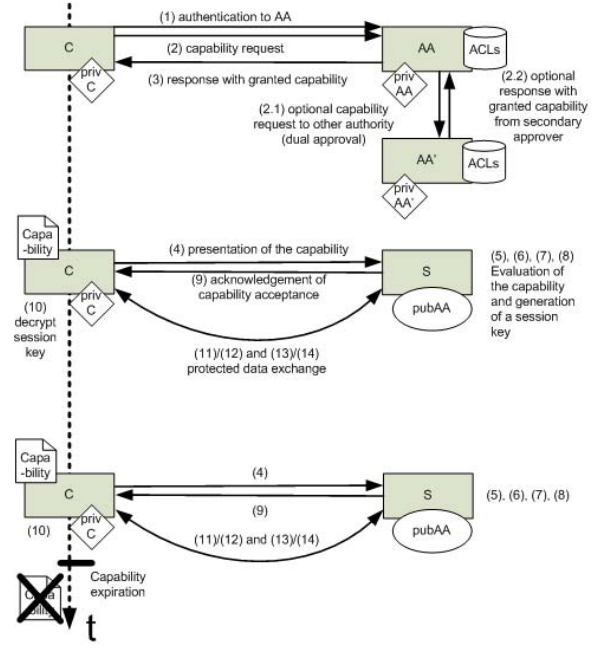 (1) authentication to AA
C
AA
ACLs
(2) capability request
priv
C
(3) response with granted capability
priv
AA
(2.2) optional
response with
granted capability
from secondary
approver
(2.1) optional capability
request to other authority
(dual approval)
AA'
ACLs
priv
AA'
Capa
-bility
(4) presentation of the capability
C
S
(5), (6), (7), (8)
Evaluation of
the capability
and generation
of a session
key
(9) acknowledgement of
capability acceptance
priv
C
pubAA
(10)
decrypt
session
key
(11)/(12) and (13)/(14)
protected data exchange
Capa
-bility
(4)
C
S
(5), (6), (7), (8)
(9)
(10)
priv
C
(11)/(12) and (13)/(14)
pubAA
Capability
expiration
Capa
-bility
t